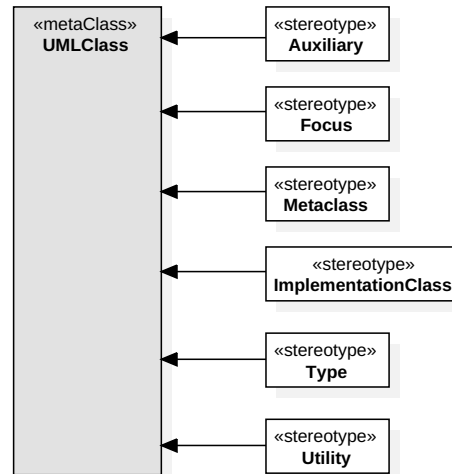 «metaClass»
UMLClass
«stereotype»
Auxiliary
«stereotype»
Focus
«stereotype»
Metaclass
«stereotype»
ImplementationClass
«stereotype»
Type
«stereotype»
Utility